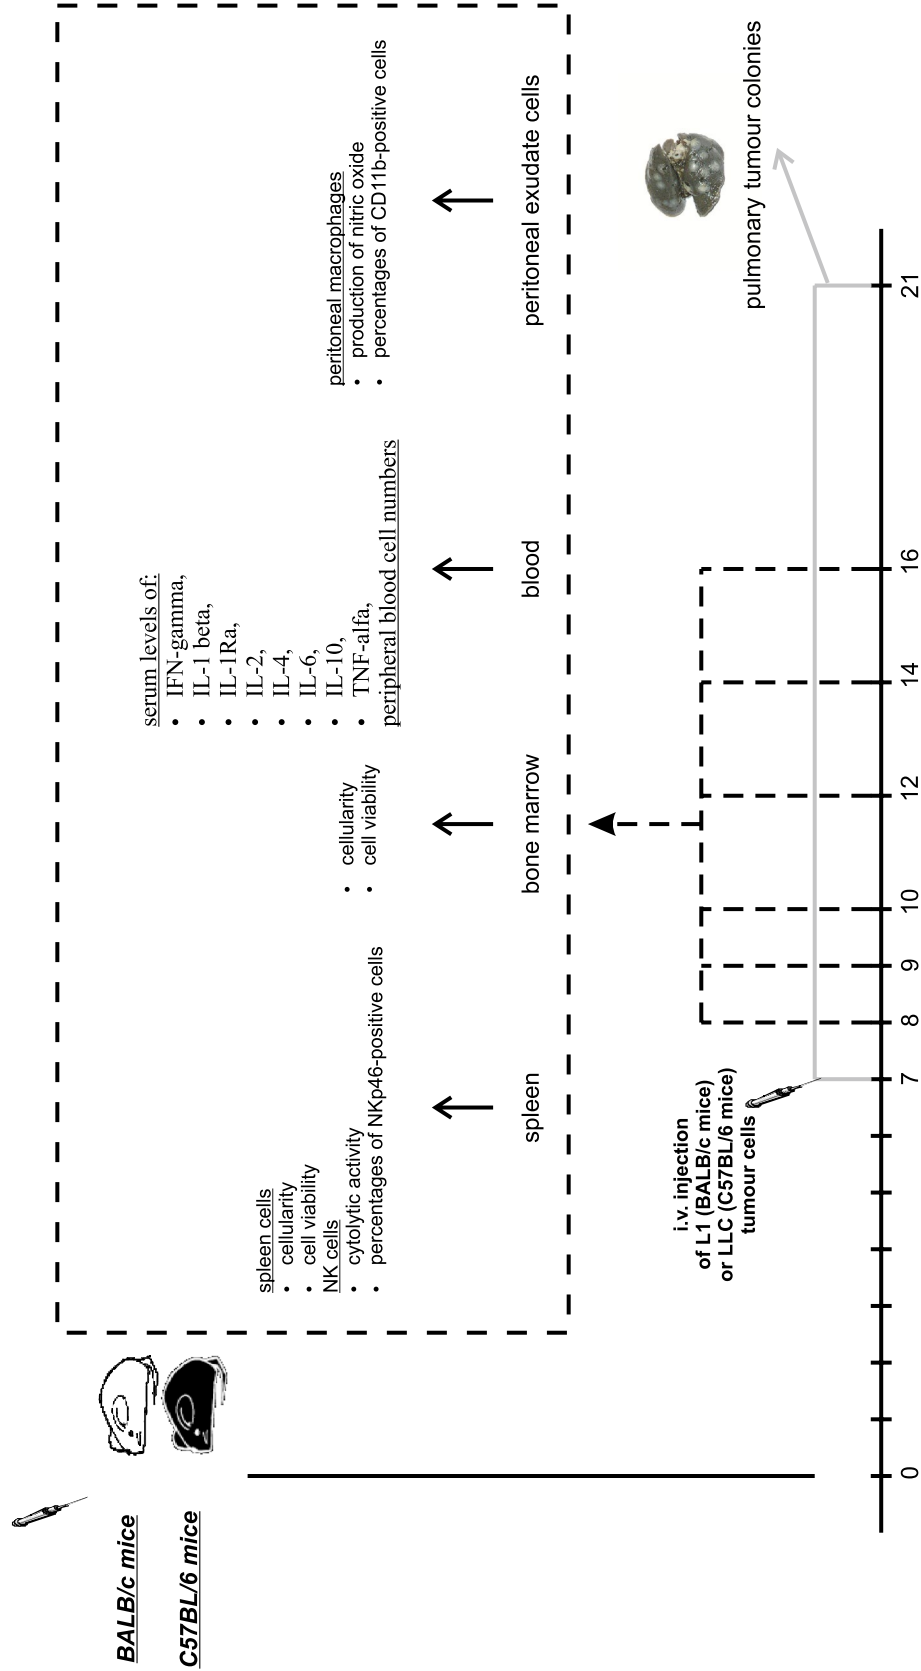 BALB/c mice
C57BL/6 mice
spleen cells
• cellularity
• cell viability
NK cells
• cytolytic activity
• percentages of NKp46-positive cells
spleen
• cellularity
• cell viability
bone marrow
serum levels of:
• IFN-gamma,
• IL-1 beta,
• IL-1Ra,
• IL-2,
• IL-4,
• IL-6,
• IL-10,
• TNF-alfa,
peripheral blood cell numbers
blood
peritoneal macrophages
• production of nitric oxide
• percentages of CD11b-positive cells
peritoneal exudate cells
i.v. injection
of L1 (BALB/c mice)
or LLC (C57BL/6 mice)
tumour cells
pulmonary tumour colonies
0 7 8 9 10 12 14 16 21